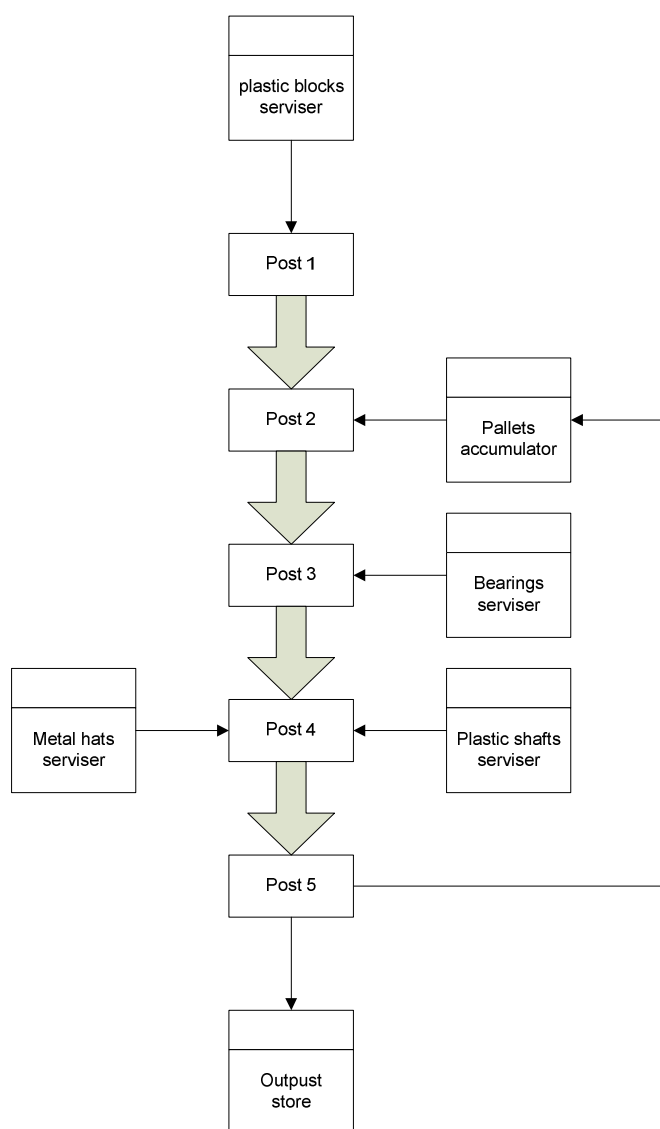 plastic blocks
serviser
Post 1
Post 2
Pallets
accumulator
Post 3
Bearings
serviser
Metal hats
serviser
Post 4
Plastic shafts
serviser
Post 5
Outpust
store